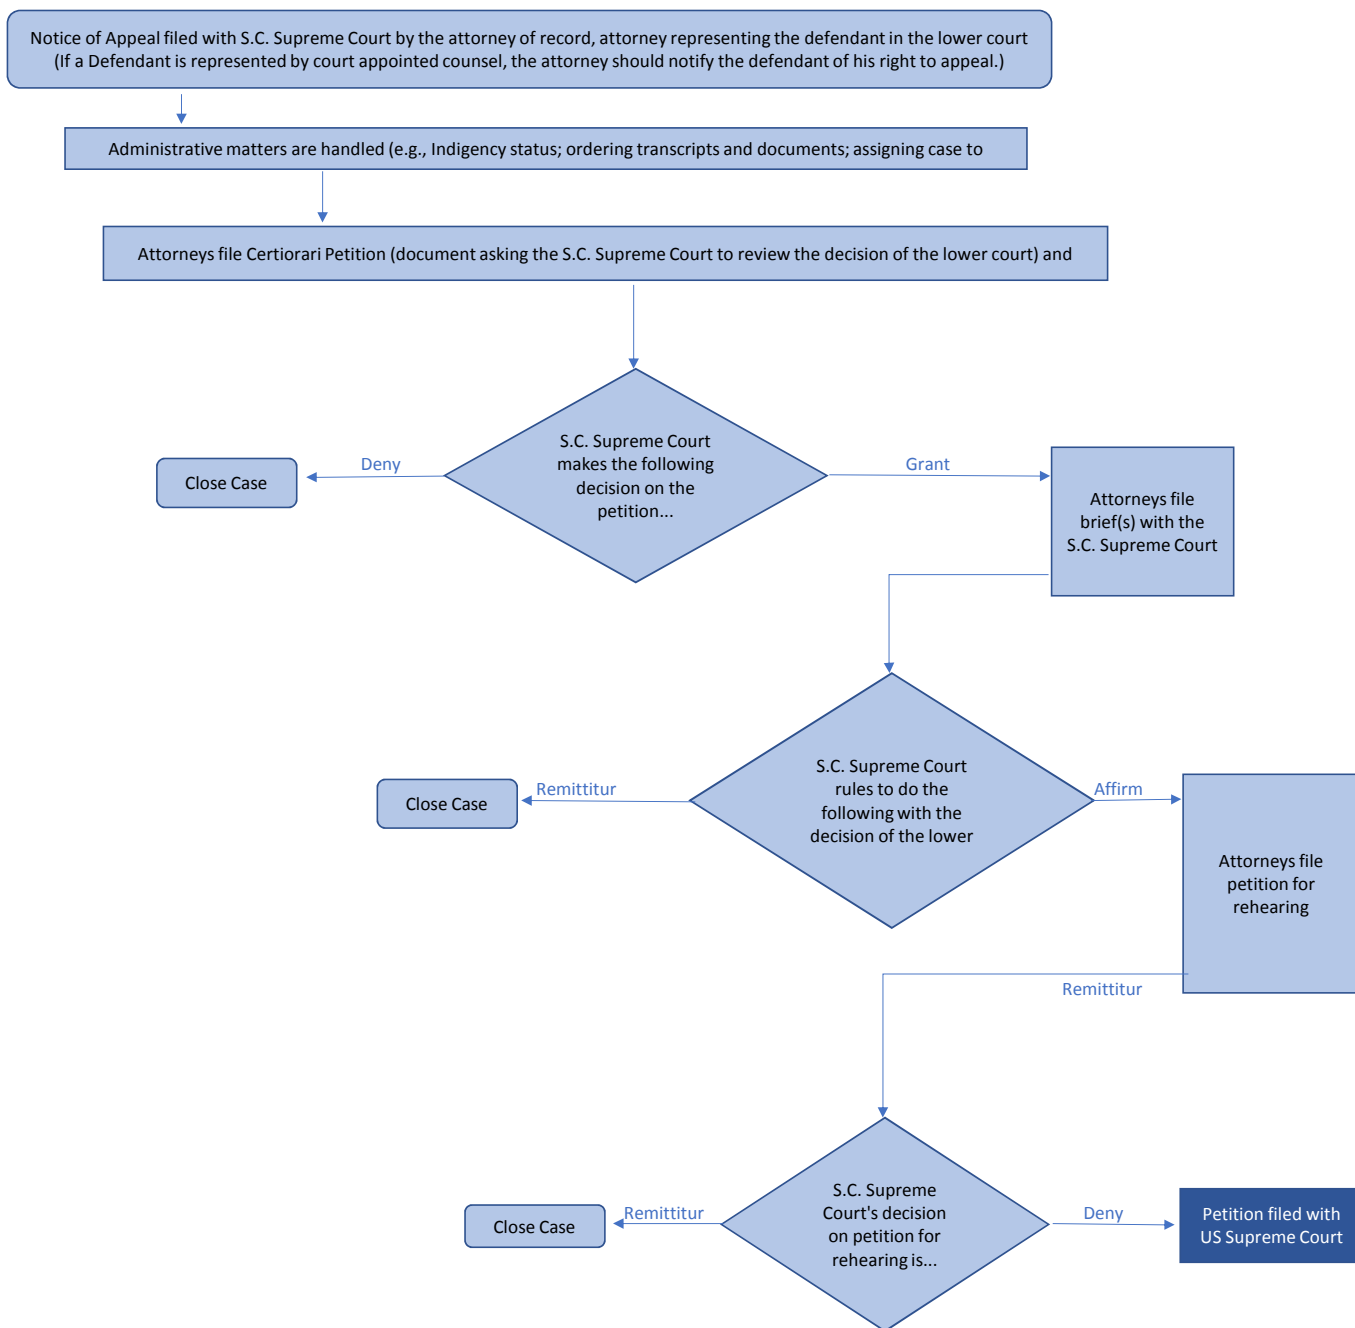 Notice of Appeal filed with S.C. Supreme Court by the attorney of record, attorney representing the defendant in the lower court
(If a Defendant is represented by court appointed counsel, the attorney should notify the defendant of his right to appeal.)
Administrative matters are handled (e.g., Indigency status; ordering transcripts and documents; assigning case to
Attorneys file Certiorari Petition (document asking the S.C. Supreme Court to review the decision of the lower court) and
S.C. Supreme Court
makes the following
decision on the
petition...
Deny
Close Case
Grant
Attorneys file
brief(s) with the
S.C. Supreme Court
S.C. Supreme Court
rules to do the
following with the
decision of the lower
Remittitur
Close Case
Affirm
Attorneys file
petition for
rehearing
Remittitur
S.C. Supreme
Court's decision
on petition for
rehearing is...
Remittitur
Close Case
Deny
Petition filed with
US Supreme Court